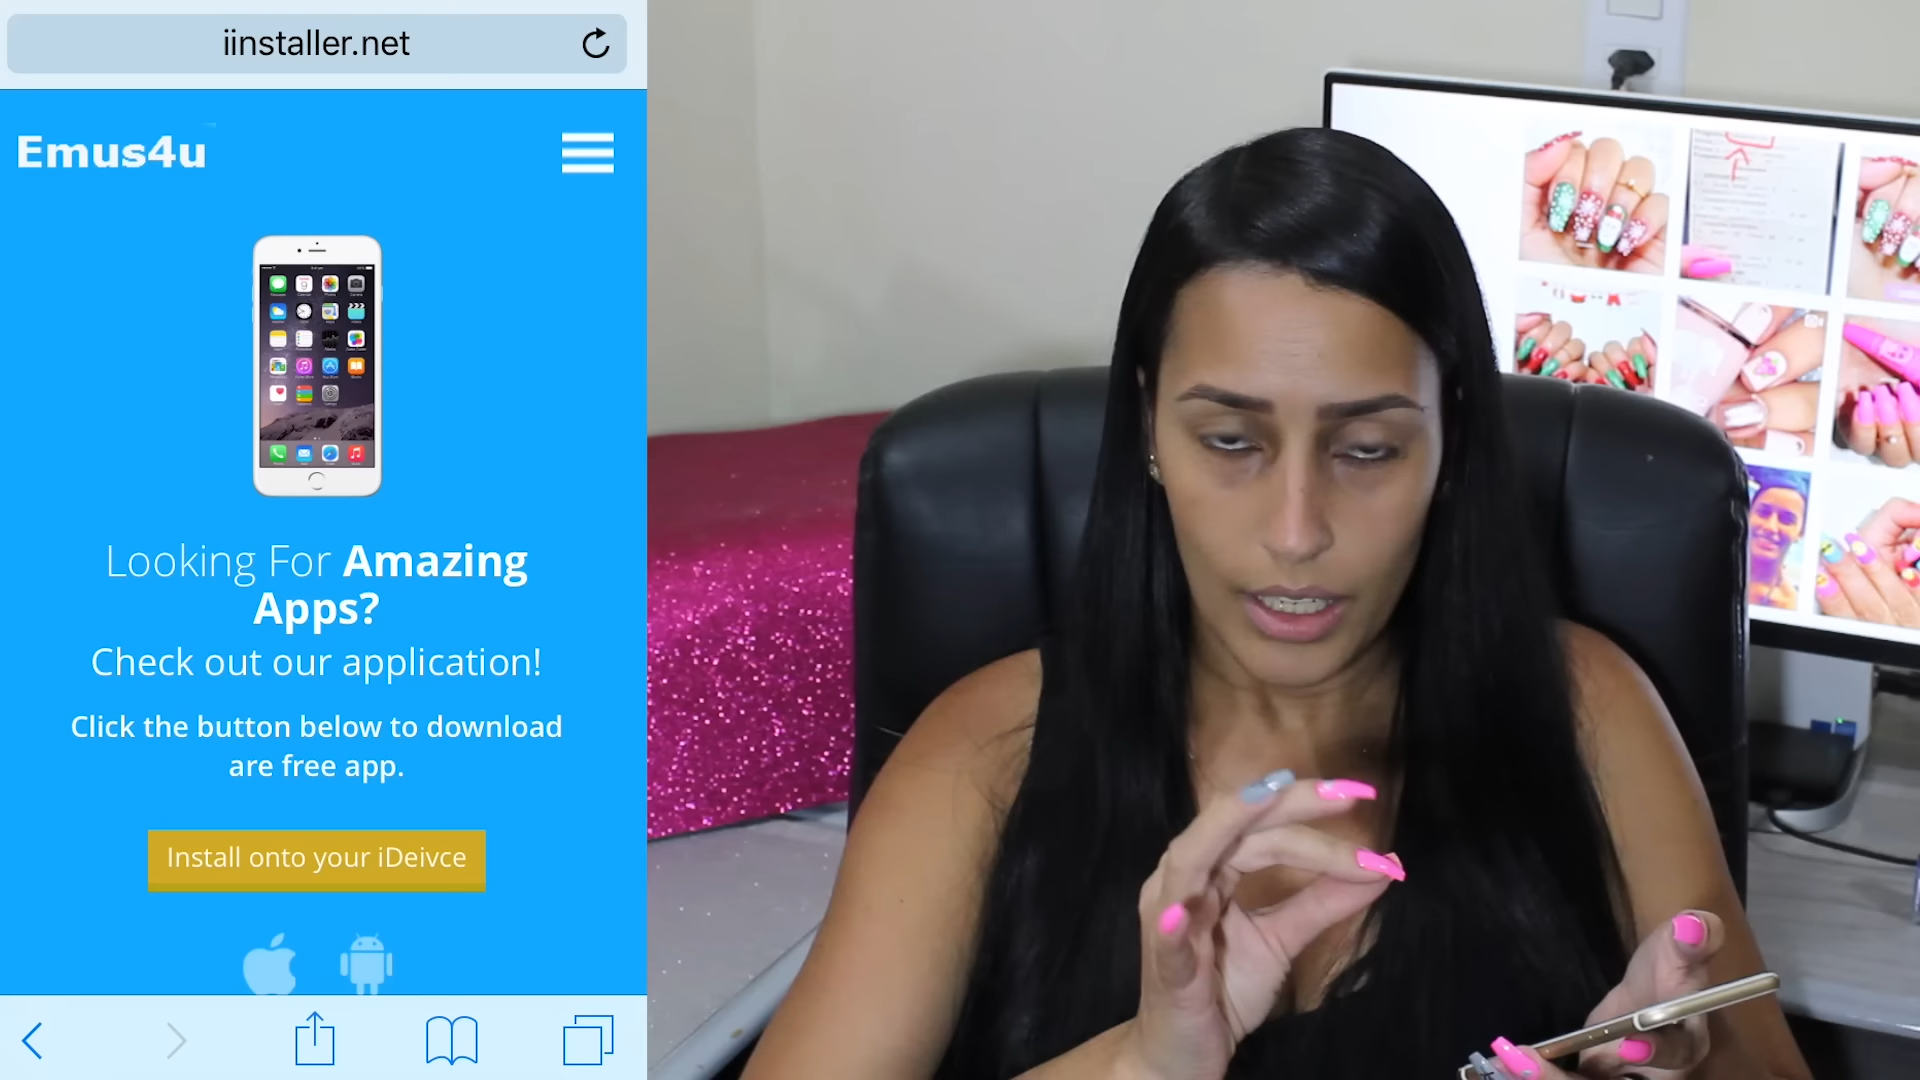 iinstaller.net
Emus4u
Looking For Amazing
Apps?
Check out our application!
Click the button below to download
are free app.
Install onto your iDeivce